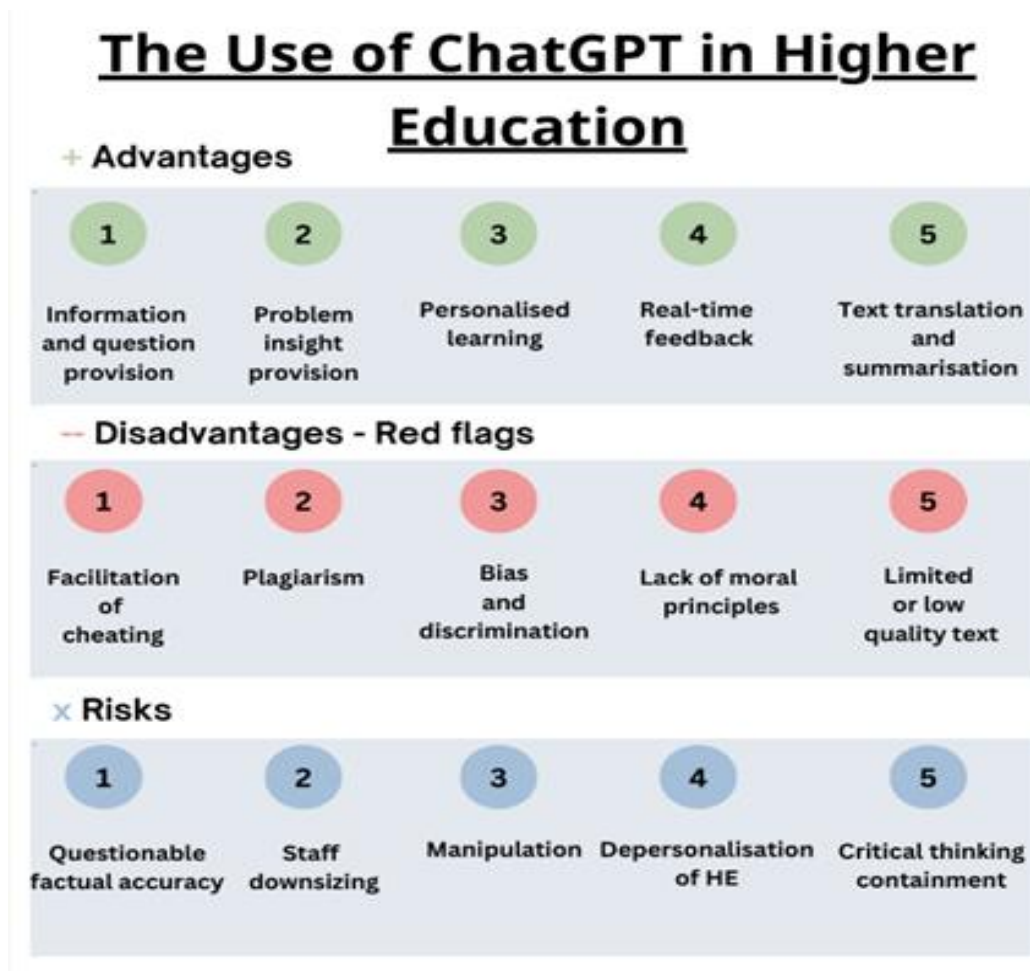 The Use of ChatGPT in Higher
Education
+ Advantages
1
2
3
4
5
Information
and question
provision
Problem
insight
provision
Personalised
learning
Real-time
feedback
Text translation
and
summarisation
-- Disadvantages - Red flags
1
2
3
4
5
Facilitation
of
cheating
Plagiarism
Bias
and
discrimination
Lack of moral
principles
Limited
or low
quality text
x Risks
1
2
3
4
5
Questionable
factual accuracy
Staff
downsizing
Manipulation
Depersonalisation
of HE
Critical thinking
containment